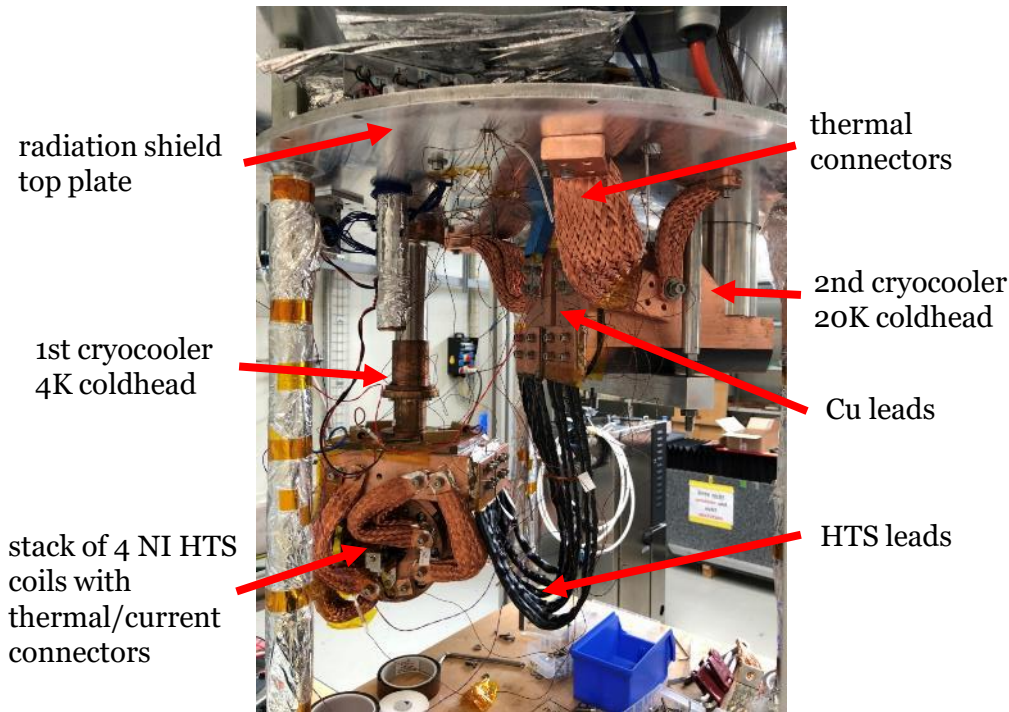 radiation shield
top plate
1st cryocooler
4K coldhead
stack of 4 NI HTS
coils with
thermal/current
connectors
thermal
connectors
2nd cryocooler
20K coldhead
Cu leads
HTS leads